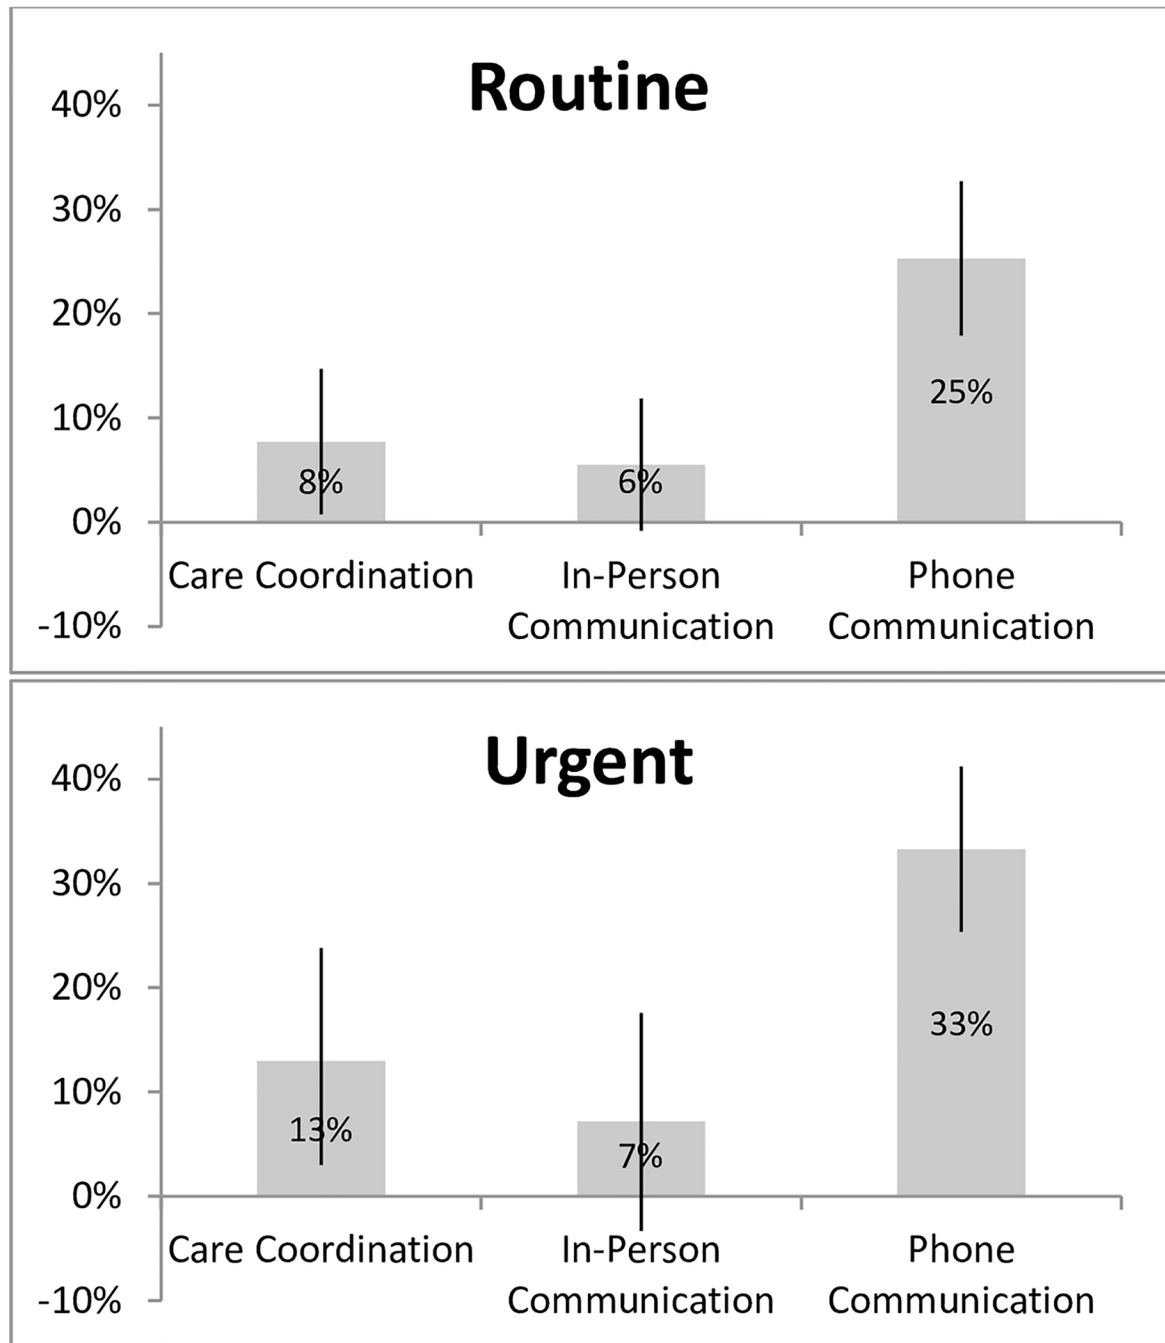 Routine
40%
30%
20%
10%
0%
-10%
8%
6%
25%
Care Coordination
In-Person
Communication
Phone
Communication
Urgent
40%
30%
20%
10%
0%
-10%
13%
7%
33%
Care Coordination
In-Person
Communication
Phone
Communication